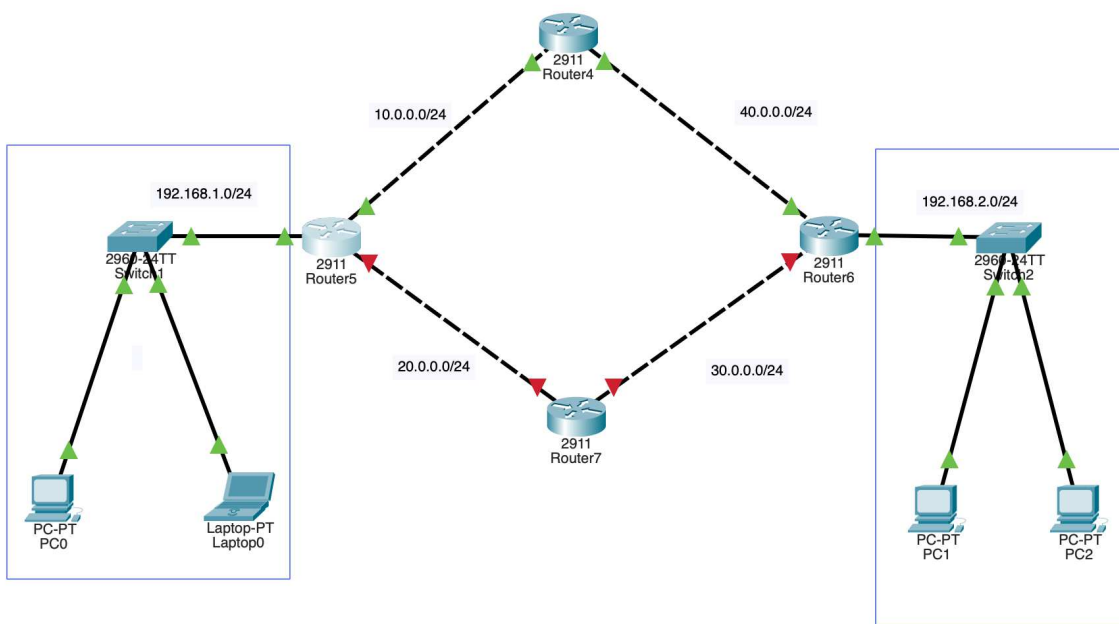 2911
Router4
10.0.0.0/24
40.0.0.0/24
192.168.1.0/24
192.168.2.0/24
2960-24TT
Switch1
2911
Router5
2911
Router6
2960-24TT
Switch2
20.0.0.0/24
30.0.0.0/24
2911
Router7
PC-PT
PC0
Laptop-PT
Laptop0
PC-PT
PC1
PC-PT
PC2